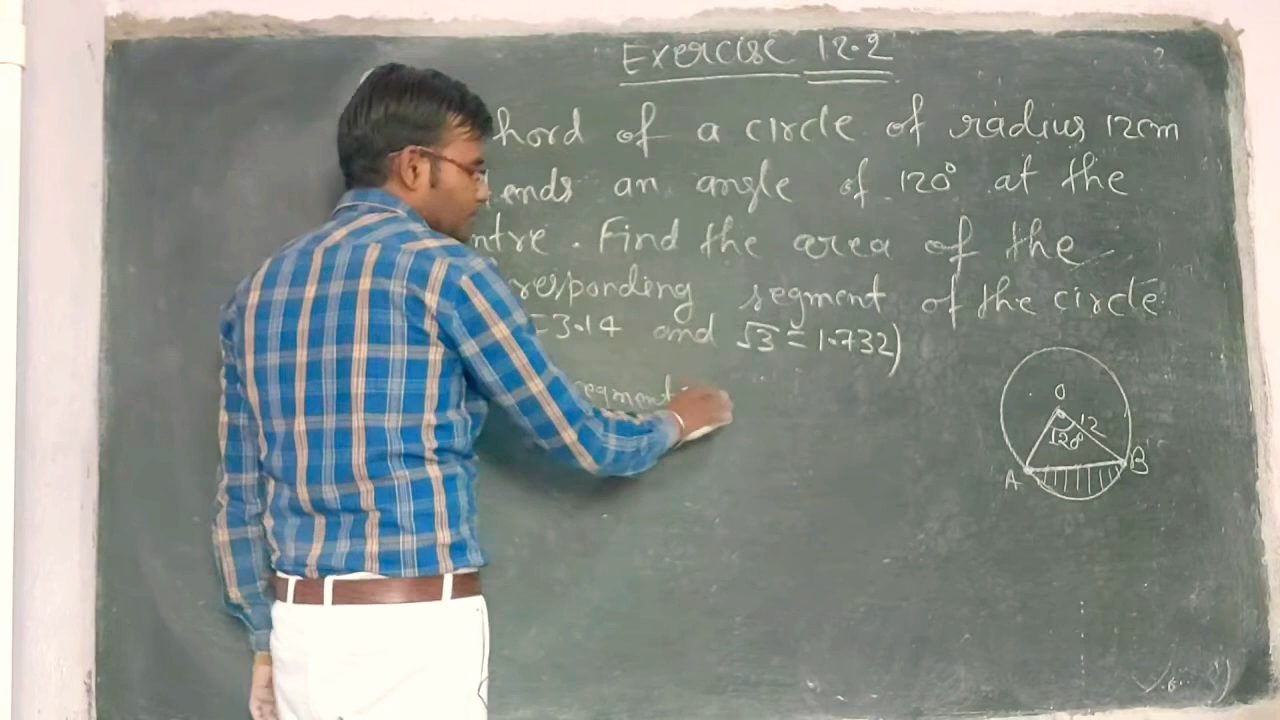 Exercise 12.2
hord of a circle of radius 12cm
ends an angle of 120° at the
ntre. Find the area of the
responding segment of the circle
=3.14 and √3=1.732)
egment
O
12
120°
A
B